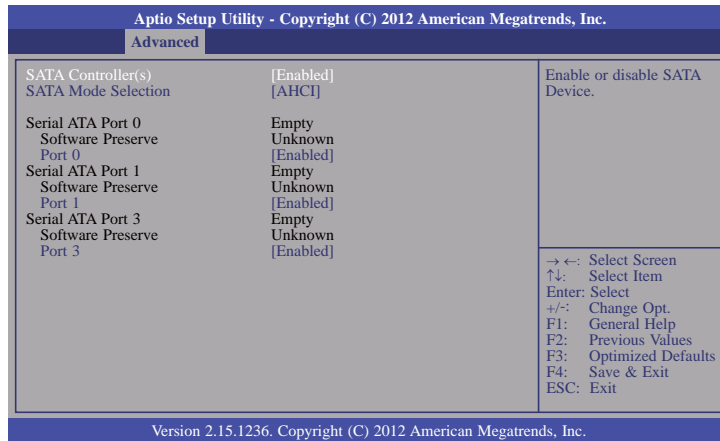 Aptio Setup Utility - Copyright (C) 2012 American Megatrends, Inc.
Advanced
SATA Controller(s) [Enabled]
SATA Mode Selection [AHCI]
Serial ATA Port 0 Empty
Software Preserve Unknown
Port 0 [Enabled]
Serial ATA Port 1 Empty
Software Preserve Unknown
Port 1 [Enabled]
Serial ATA Port 3 Empty
Software Preserve Unknown
Port 3 [Enabled]
Enable or disable SATA
Device.
→ ←: Select Screen
↑↓: Select Item
Enter: Select
+/-: Change Opt.
F1: General Help
F2: Previous Values
F3: Optimized Defaults
F4: Save & Exit
ESC: Exit
Version 2.15.1236. Copyright (C) 2012 American Megatrends, Inc.